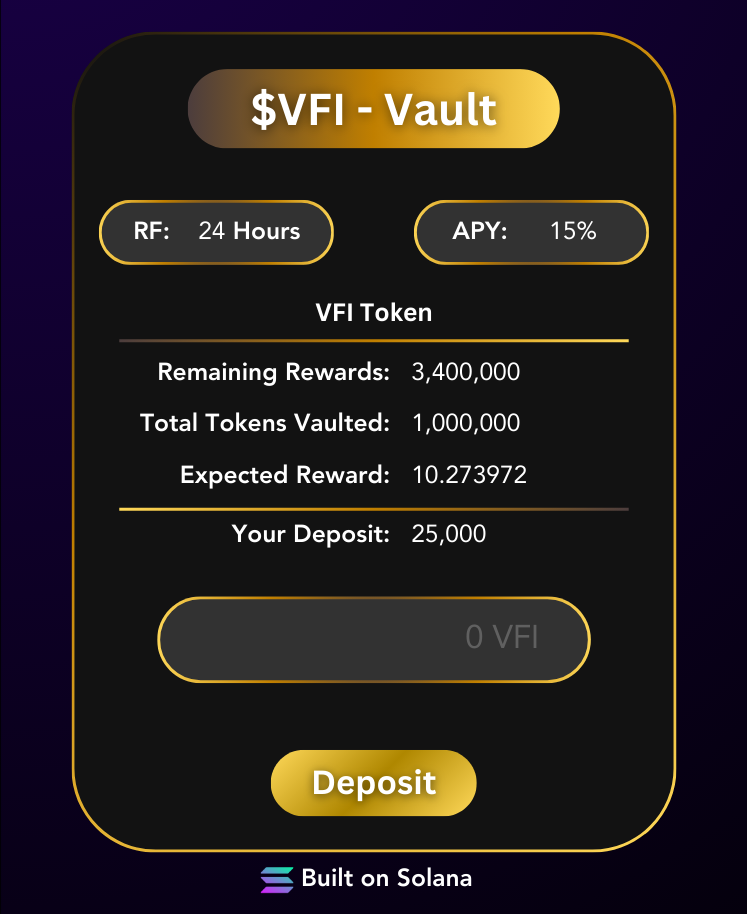 $VFI - Vault
RF: 24 Hours APY: 15%
VFI Token
Remaining Rewards: 3,400,000
Total Tokens Vaulted: 1,000,000
Expected Reward: 10.273972
Your Deposit: 25,000
0 VFI
Deposit
Built on Solana